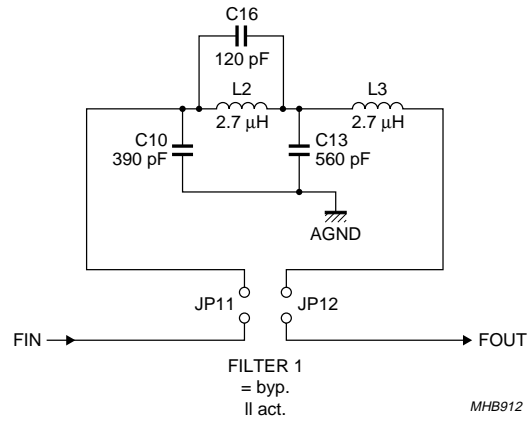 C16
120 pF
L2
L3
2.7 μH
2.7 μH
C10
390 pF
C13
560 pF
AGND
JP11
JP12
FIN
FOUT
FILTER 1
= byp.
II act.
MHB912